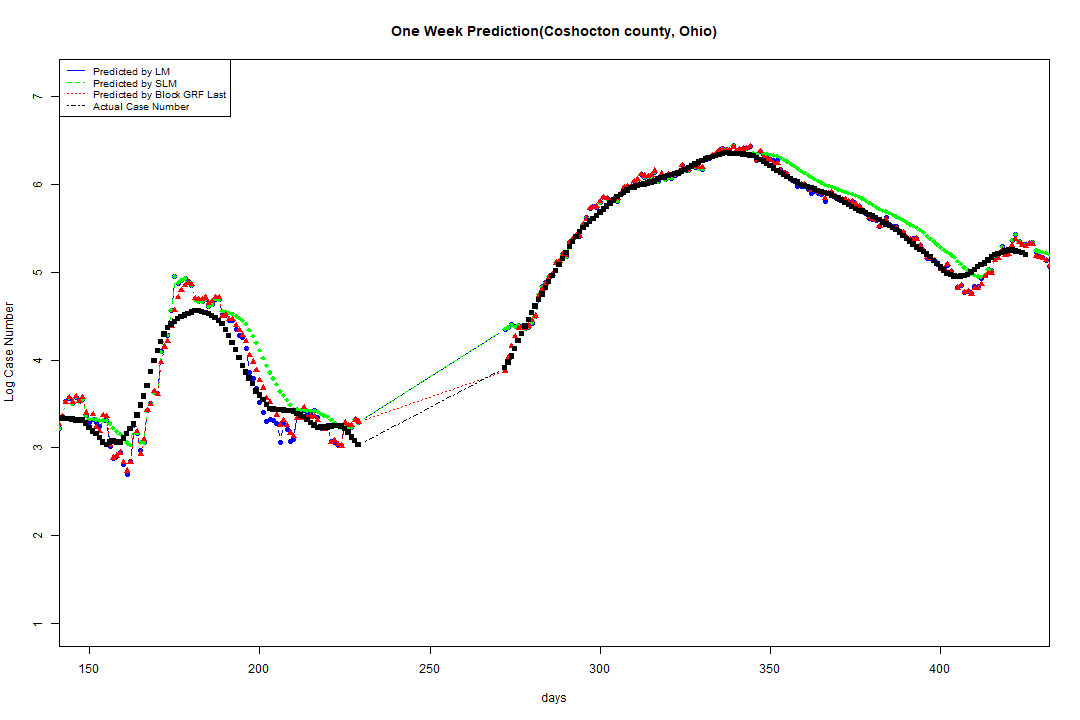 One Week Prediction(Coshocton county, Ohio)
Predicted by LM
Predicted by SLM
Predicted by Block GRF Last
Actual Case Number
Log Case Number
7
6
5
4
3
2
1
150 200 250 300 350 400
days